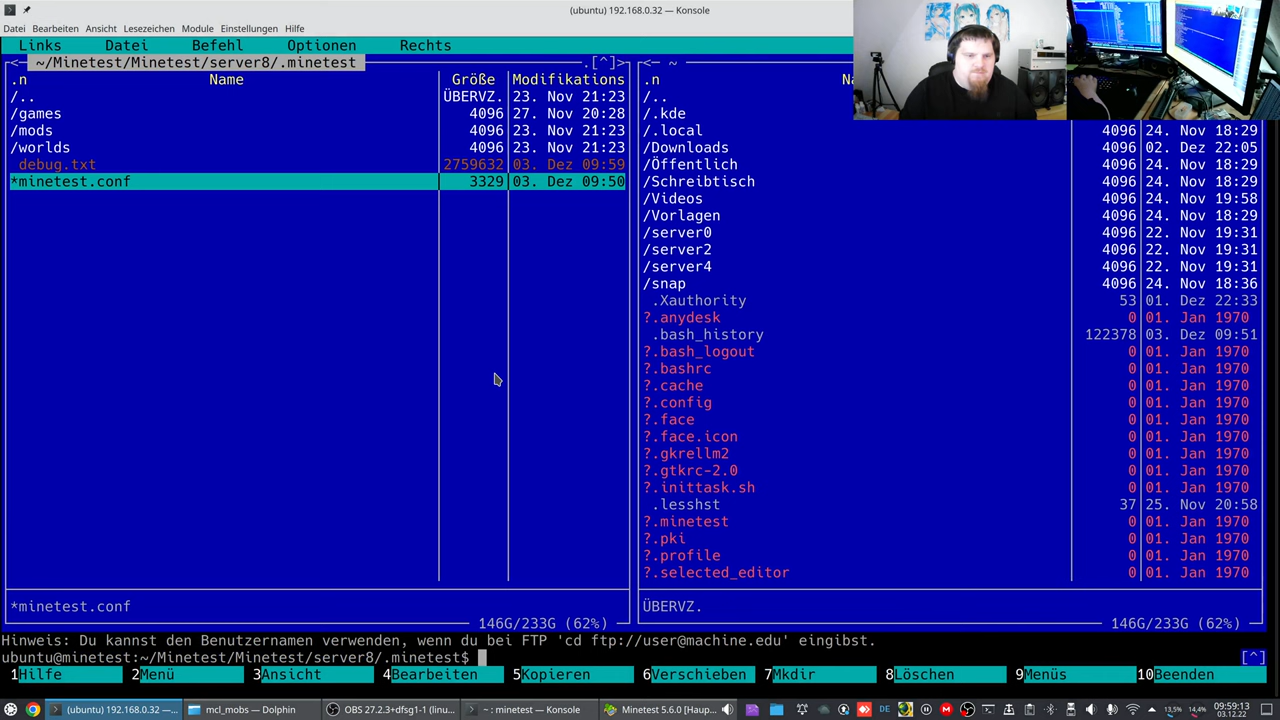 (ubuntu) 192.168.0.32 — Konsole
Datei Bearbeiten Ansicht Lesezeichen Module Einstellungen Hilfe
Links Datei Befehl Optionen Rechts
<─ ~/Minetest/Minetest/server8/.minetest .[^]>
.n Name Größe Modifikations
/.. ÜBERVZ. 23. Nov 21:23
/games 4096 27. Nov 20:28
/mods 4096 23. Nov 21:23
/worlds 4096 23. Nov 21:23
debug.txt 2759632 03. Dez 09:59
*minetest.conf 3329 03. Dez 09:50
*minetest.conf
146G/233G (62%)
<─ ~
.n
/..
/.kde
/.local 4096 24. Nov 18:29
/Downloads 4096 02. Dez 22:05
/Öffentlich 4096 24. Nov 18:29
/Schreibtisch 4096 24. Nov 18:29
/Videos 4096 24. Nov 19:58
/Vorlagen 4096 24. Nov 18:29
/server0 4096 22. Nov 19:31
/server2 4096 22. Nov 19:31
/server4 4096 22. Nov 19:31
/snap 4096 24. Nov 18:36
.Xauthority 53 01. Dez 22:33
?.anydesk 0 01. Jan 1970
.bash_history 122378 03. Dez 09:51
?.bash_logout 0 01. Jan 1970
?.bashrc 0 01. Jan 1970
?.cache 0 01. Jan 1970
?.config 0 01. Jan 1970
?.face 0 01. Jan 1970
?.face.icon 0 01. Jan 1970
?.gkrellm2 0 01. Jan 1970
?.gtkrc-2.0 0 01. Jan 1970
?.inittask.sh 0 01. Jan 1970
.lesshst 37 25. Nov 20:58
?.minetest 0 01. Jan 1970
?.pki 0 01. Jan 1970
?.profile 0 01. Jan 1970
?.selected_editor 0 01. Jan 1970
ÜBERVZ.
146G/233G (62%)
Hinweis: Du kannst den Benutzernamen verwenden, wenn du bei FTP 'cd ftp://user@machine.edu' eingibst.
ubuntu@minetest:~/Minetest/Minetest/server8/.minetest$ [^]
1Hilfe 2Menü 3Ansicht 4Bearbeiten 5Kopieren 6Verschieben 7Mkdir 8Löschen 9Menüs 10Beenden
(ubuntu) 192.168.0.32 —... mcl_mobs — Dolphin OBS 27.2.3+dfsg1-1 (linu... ~ : minetest — Konsole Minetest 5.6.0 [Haup... DE 13,5% 14,4% 09:59:13
03.12.22